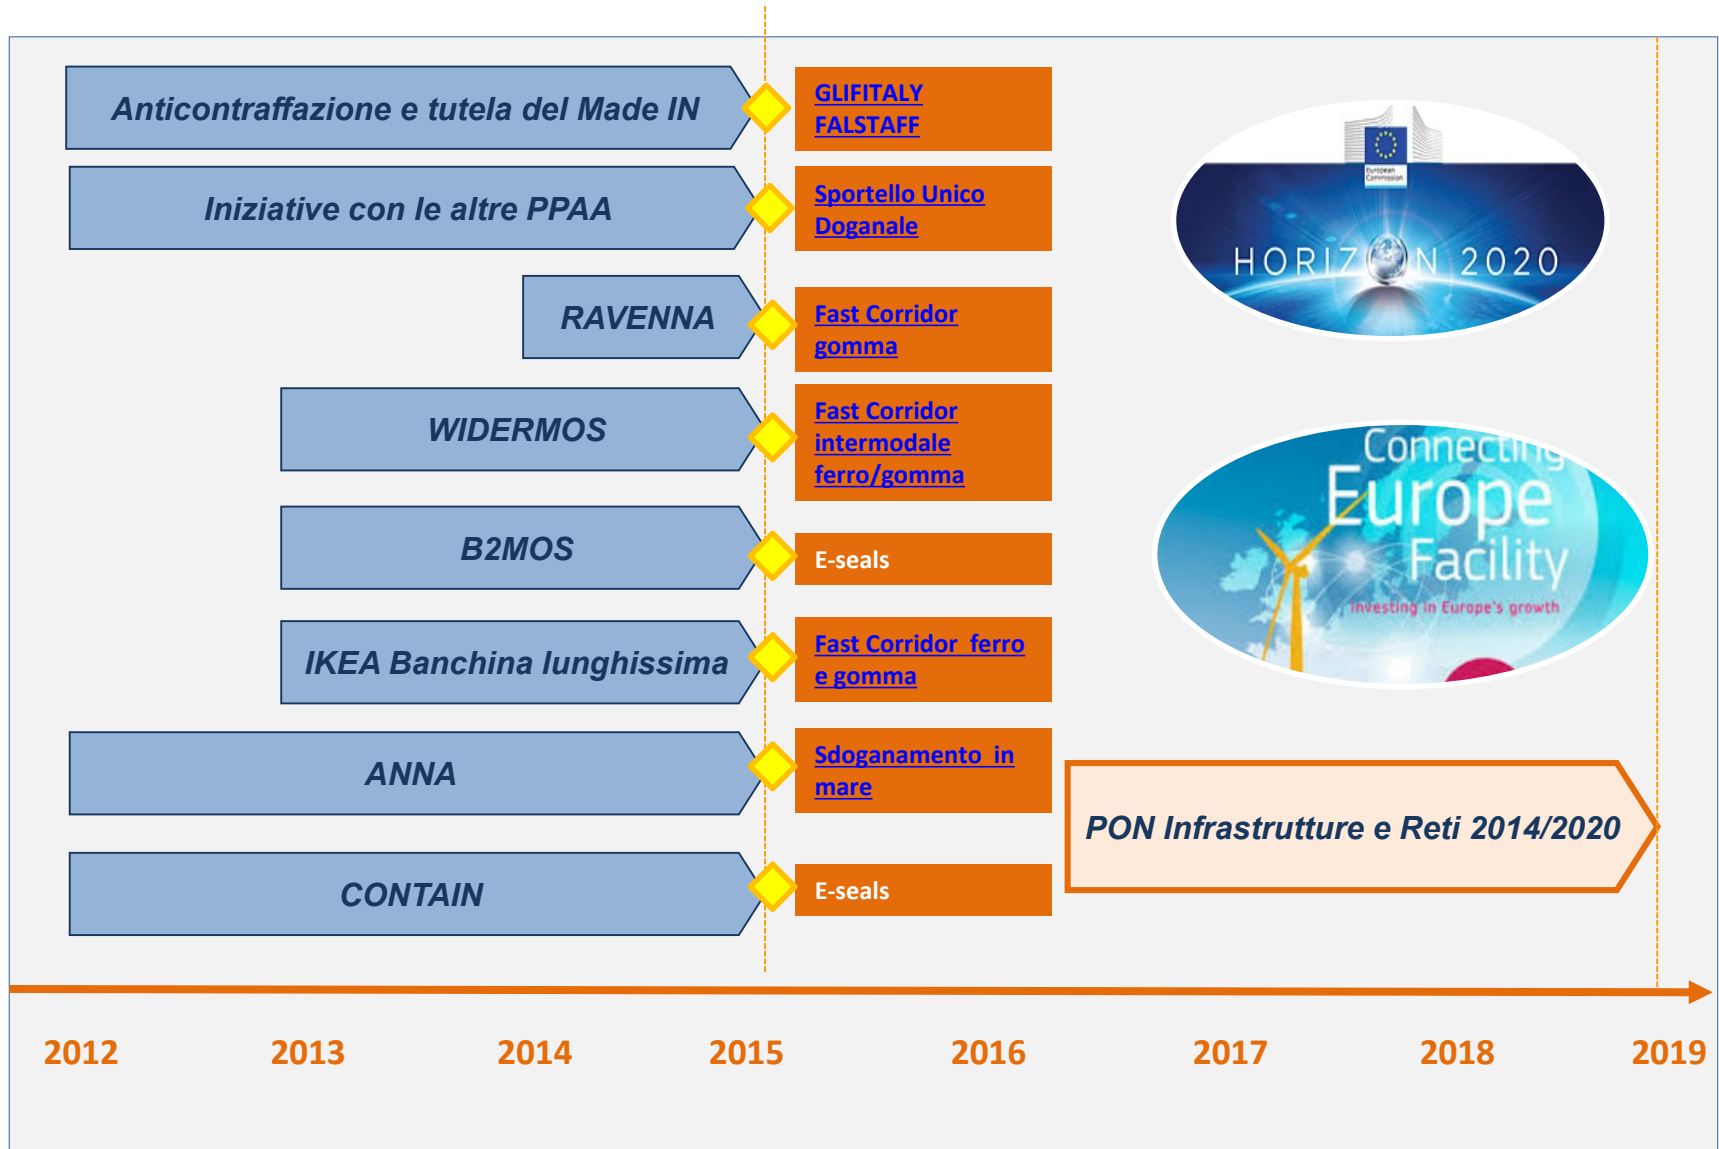 Anticontraffazione e tutela del Made IN
GLIFITALY
FALSTAFF
Iniziative con le altre PPAA
Sportello Unico
Doganale
RAVENNA
Fast Corridor
gomma
WIDERMOS
Fast Corridor
intermodale
ferro/gomma
B2MOS
E-seals
IKEA Banchina lunghissima
Fast Corridor ferro
e gomma
ANNA
Sdoganamento in
mare
CONTAIN
E-seals
European
Commission
HORIZON 2020
Connecting
Europe
Facility
Investing in Europe's growth
PON Infrastrutture e Reti 2014/2020
2012 2013 2014 2015 2016 2017 2018 2019